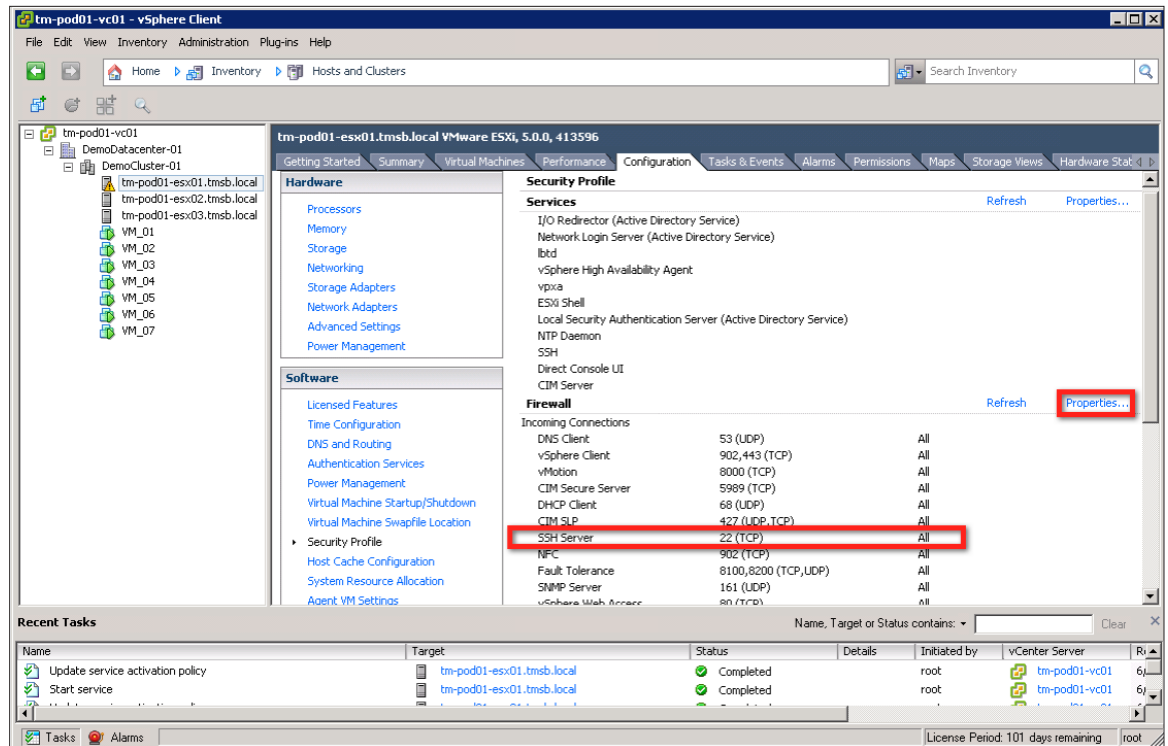 tm-pod01-vc01 - vSphere Client
File Edit View Inventory Administration Plug-ins Help
Home Inventory Hosts and Clusters Search Inventory
tm-pod01-vc01
DemoDatacenter-01
DemoCluster-01
tm-pod01-esx01.tmsb.local
tm-pod01-esx02.tmsb.local
tm-pod01-esx03.tmsb.local
VM_01
VM_02
VM_03
VM_04
VM_05
VM_06
VM_07
tm-pod01-esx01.tmsb.local VMware ESXi, 5.0.0, 413596
Getting Started Summary Virtual Machines Performance Configuration Tasks & Events Alarms Permissions Maps Storage Views Hardware Stat
Hardware
Processors
Memory
Storage
Networking
Storage Adapters
Network Adapters
Advanced Settings
Power Management
Software
Licensed Features
Time Configuration
DNS and Routing
Authentication Services
Power Management
Virtual Machine Startup/Shutdown
Virtual Machine Swapfile Location
Security Profile
Host Cache Configuration
System Resource Allocation
Agent VM Settings
Security Profile
Services Refresh Properties...
I/O Redirector (Active Directory Service)
Network Login Server (Active Directory Service)
lbtd
vSphere High Availability Agent
vpxa
ESXi Shell
Local Security Authentication Server (Active Directory Service)
NTP Daemon
SSH
Direct Console UI
CIM Server
Firewall Refresh Properties...
Incoming Connections
DNS Client 53 (UDP) All
vSphere Client 902,443 (TCP) All
vMotion 8000 (TCP) All
CIM Secure Server 5989 (TCP) All
DHCP Client 68 (UDP) All
CIM SLP 427 (UDP,TCP) All
SSH Server 22 (TCP) All
NFC 902 (TCP) All
Fault Tolerance 8100,8200 (TCP,UDP) All
SNMP Server 161 (UDP) All
vSphere Web Access 80 (TCP) All
Recent Tasks Name, Target or Status contains: Clear
Name Target Status Details Initiated by vCenter Server
Update service activation policy tm-pod01-esx01.tmsb.local Completed root tm-pod01-vc01 6/
Start service tm-pod01-esx01.tmsb.local Completed root tm-pod01-vc01 6/
Tasks Alarms License Period: 101 days remaining root